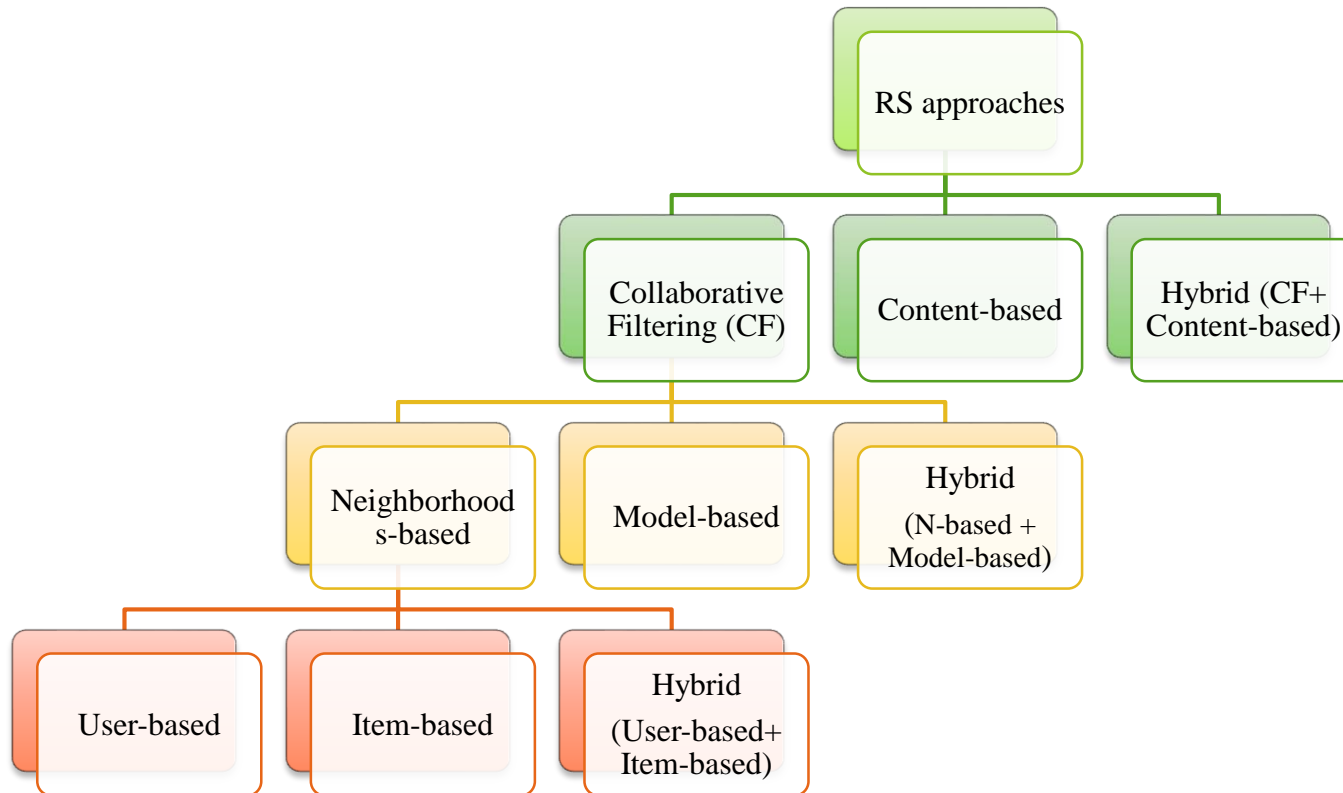 RS approaches
Collaborative
Filtering (CF)
Content-based
Hybrid (CF+
Content-based)
Neighborhood
s-based
Model-based
Hybrid
(N-based +
Model-based)
User-based
Item-based
Hybrid
(User-based+
Item-based)